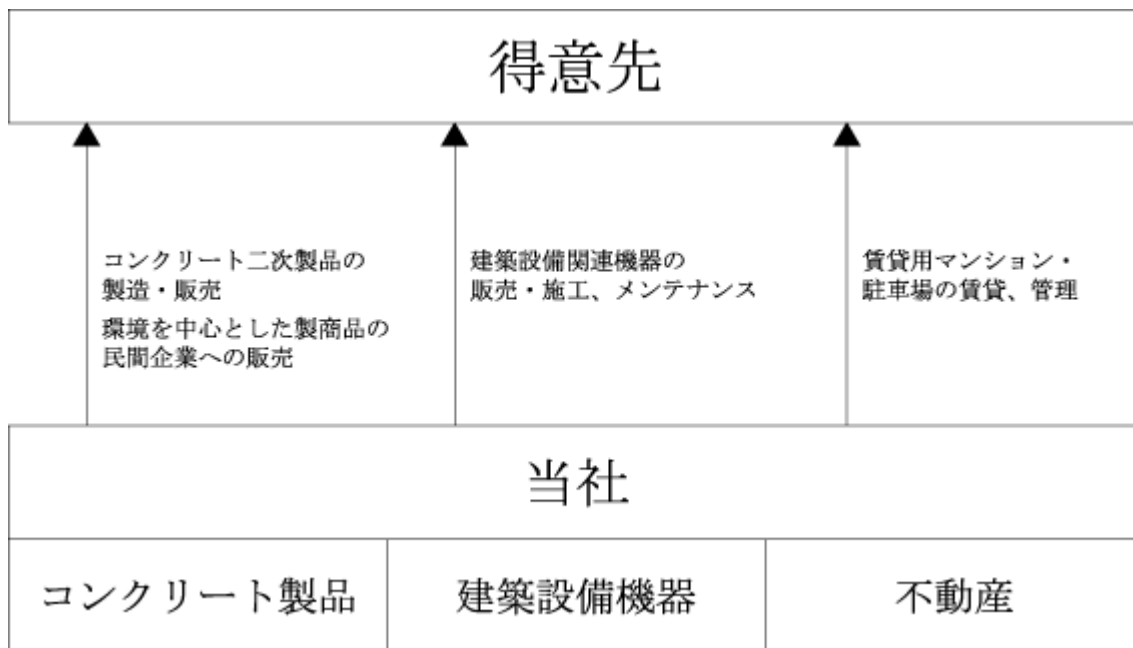 得意先
コンクリート二次製品の
製造・販売
環境を中心とした製商品の
民間企業への販売
建築設備関連機器の
販売・施工、メンテナンス
賃貸用マンション・
駐車場の賃貸、管理
当社
コンクリート製品
建築設備機器
不動産